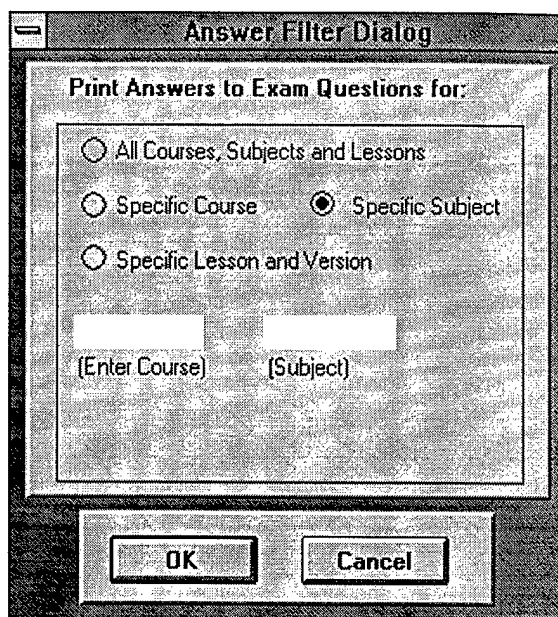 Answer Filter Dialog
Print Answers to Exam Questions for:
All Courses, Subjects and Lessons
Specific Course Specific Subject
Specific Lesson and Version
(Enter Course) (Subject)
OK Cancel